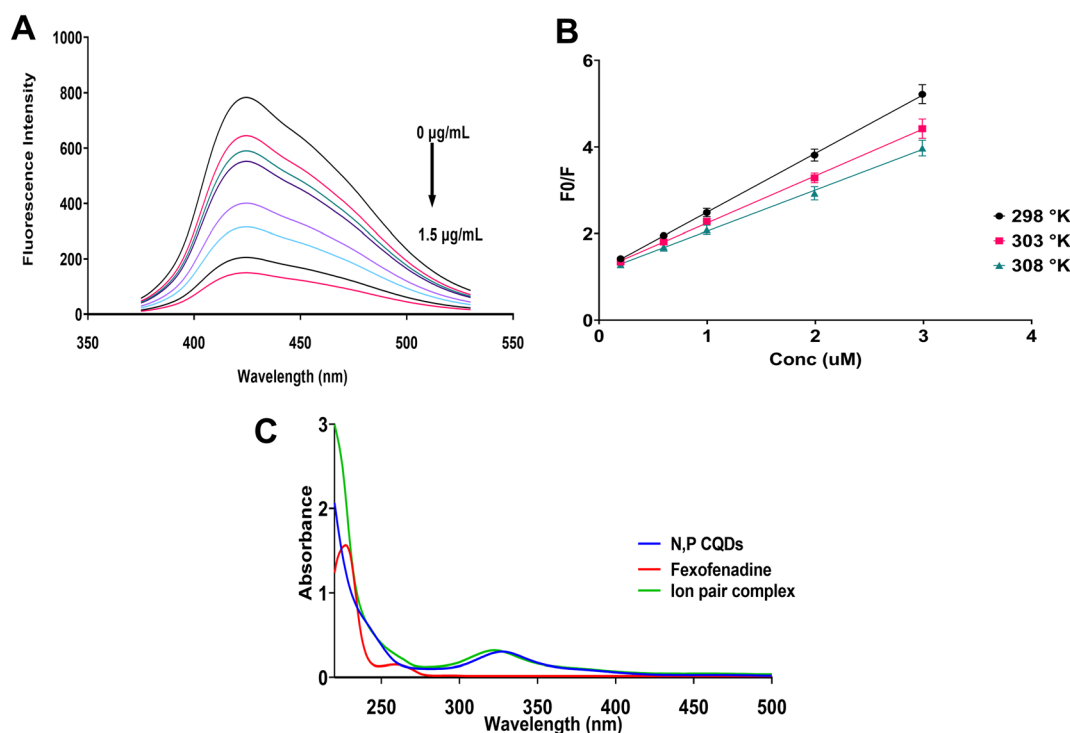 A
1000
800
600
400
200
0
350
400
450
500
550
Fluorescence Intensity
Wavelength (nm)
0 µg/mL
1.5 µg/mL
B
6
4
2
0
0
1
2
3
4
F0/F
Conc (uM)
298 °K
303 °K
308 °K
C
3
2
1
0
250
300
350
400
450
500
Absorbance
Wavelength (nm)
N,P CQDs
Fexofenadine
Ion pair complex